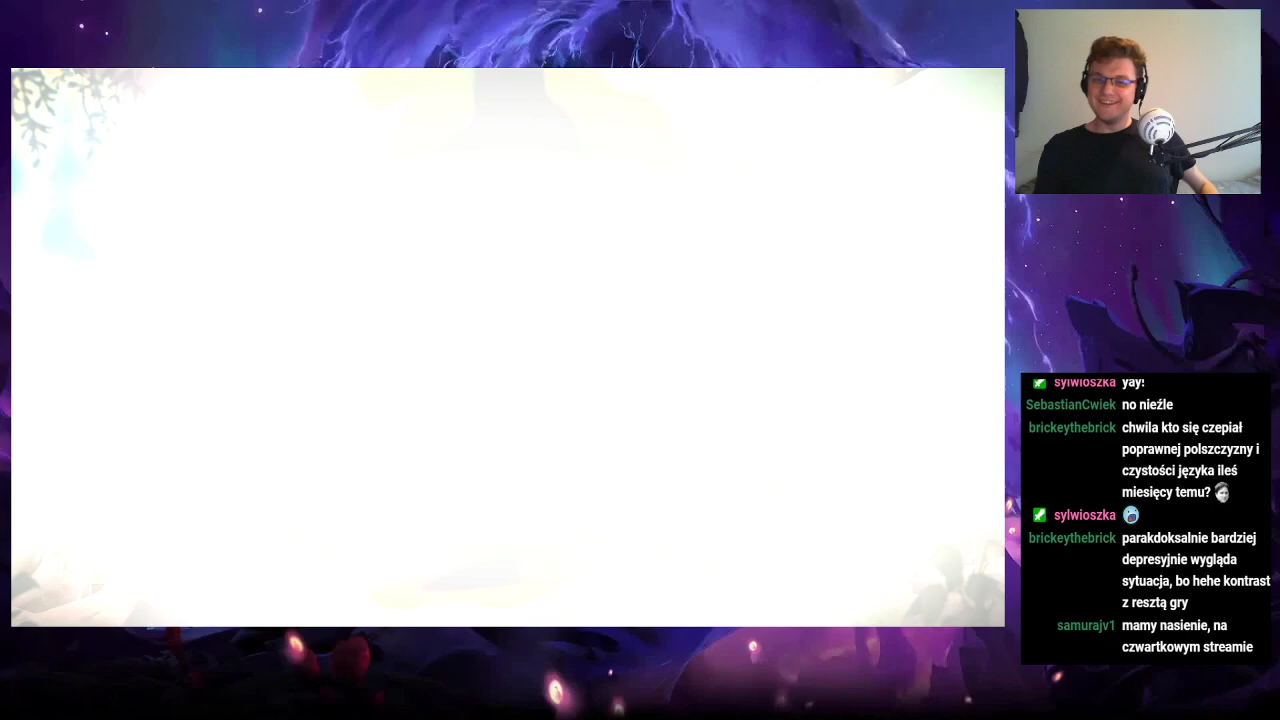 sylwioszka yay!
SebastianCwiek no nieźle
brickeythebrick chwila kto się czepiał
poprawnej polszczyzny i
czystości języka ileś
miesięcy temu?
sylwioszka
brickeythebrick parakdoksalnie bardziej
depresyjnie wygląda
sytuacja, bo hehe kontrast
z resztą gry
samurajv1 mamy nasienie, na
czwartkowym streamie